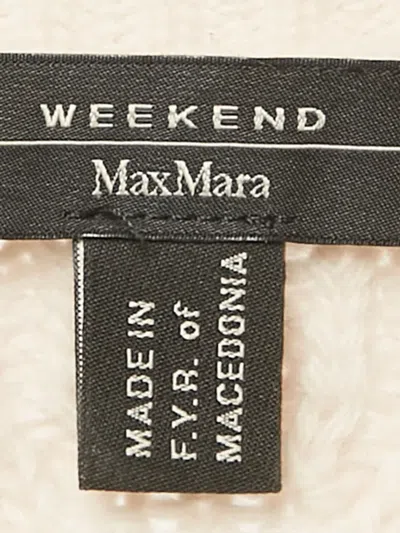 WEEKEND
MaxMara
MADE IN
F.Y.R. of
MACEDONIA